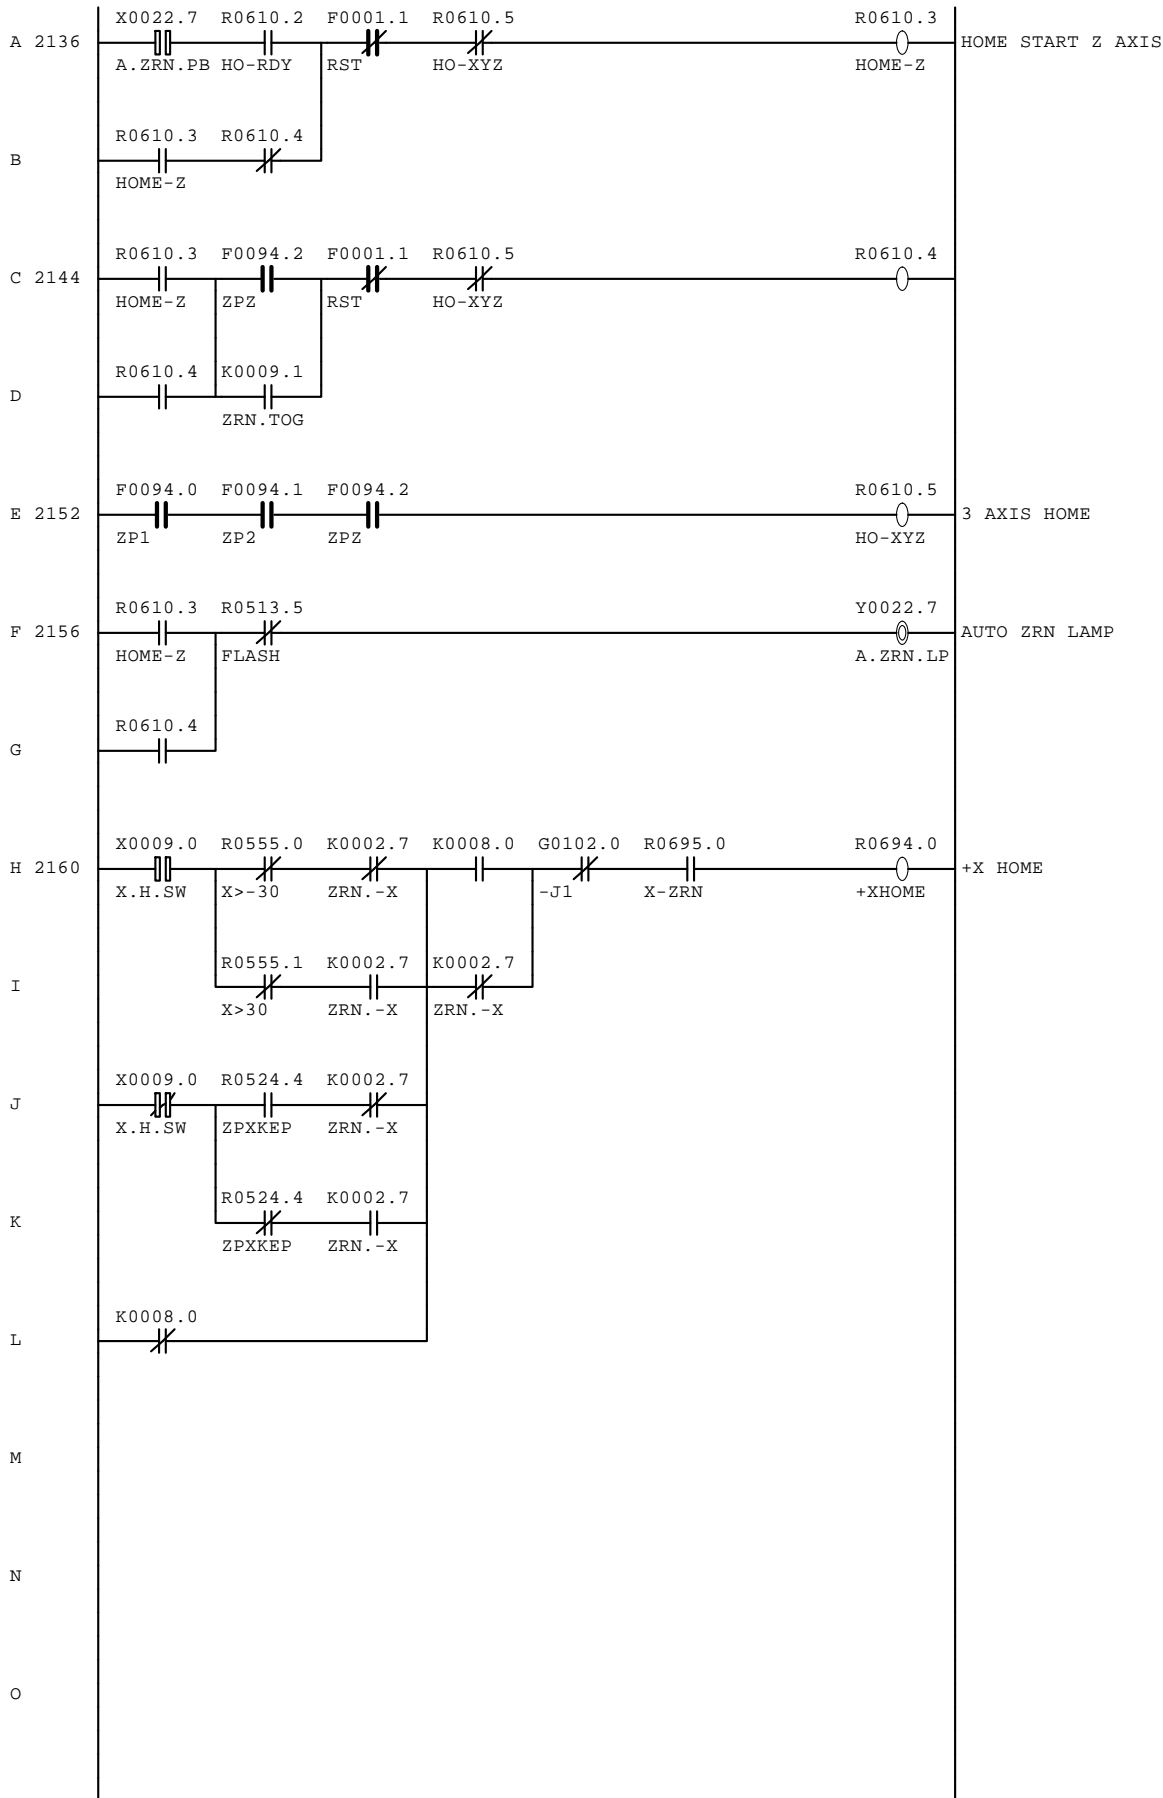 X0022.7 R0610.2 F0001.1 R0610.5 R0610.3
A 2136 HOME START Z AXIS
A.ZRN.PB HO-RDY RST HO-XYZ HOME-Z
R0610.3 R0610.4
B
HOME-Z
R0610.3 F0094.2 F0001.1 R0610.5 R0610.4
C 2144
HOME-Z ZPZ RST HO-XYZ
R0610.4 K0009.1
D
ZRN.TOG
F0094.0 F0094.1 F0094.2 R0610.5
E 2152 3 AXIS HOME
ZP1 ZP2 ZPZ HO-XYZ
R0610.3 R0513.5 Y0022.7
F 2156 AUTO ZRN LAMP
HOME-Z FLASH A.ZRN.LP
R0610.4
G
X0009.0 R0555.0 K0002.7 K0008.0 G0102.0 R0695.0 R0694.0
H 2160 +X HOME
X.H.SW X>-30 ZRN.-X -J1 X-ZRN +XHOME
R0555.1 K0002.7 K0002.7
I
X>30 ZRN.-X ZRN.-X
X0009.0 R0524.4 K0002.7
J
X.H.SW ZPXKEP ZRN.-X
R0524.4 K0002.7
K
ZPXKEP ZRN.-X
K0008.0
L
M
N
O